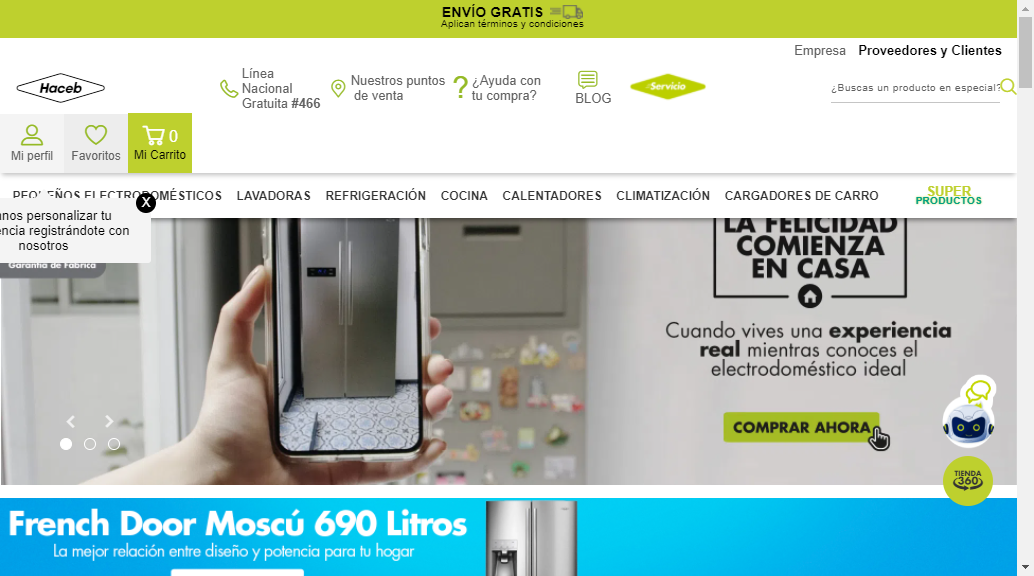 ENVÍO GRATIS
Aplican términos y condiciones
Empresa Proveedores y Clientes
Haceb
Línea
Nacional
Gratuita #466
Nuestros puntos
de venta
¿Ayuda con
tu compra?
BLOG
Servicio
¿Buscas un producto en especial?
Mi perfil
Favoritos
0
Mi Carrito
PEQUEÑOS ELECTRODOMÉSTICOS LAVADORAS REFRIGERACIÓN COCINA CALENTADORES CLIMATIZACIÓN CARGADORES DE CARRO
SUPER
PRODUCTOS
X
personalizar tu
registrándote con
nosotros
Garantía de Fábrica
LA FELICIDAD
COMIENZA
EN CASA
Cuando vives una experiencia
real mientras conoces el
electrodoméstico ideal
COMPRAR AHORA
TIENDA
360
French Door Moscú 690 Litros
La mejor relación entre diseño y potencia para tu hogar